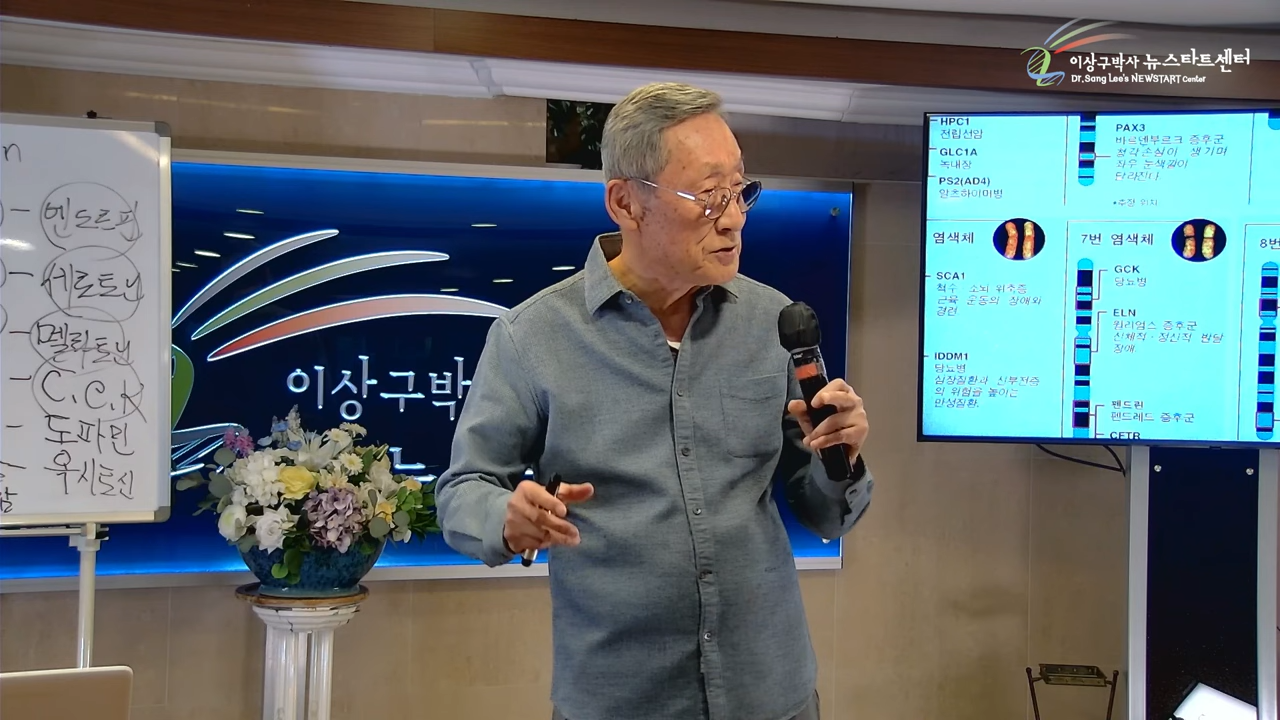 이상구박사 뉴스타트센터
Dr. Sang Lee's NEWSTART Center
n
엔도르핀
세로토닌
멜라토닌
C.C.K
도파민
옥시토신
이상구박
HPC1
전립선암
GLC1A
녹내장
PS2(AD4)
알츠하이머병
PAX3
바르덴부르크 증후군
청각 손실이 생기며
좌우 눈색깔이
달라진다
*추정 위치
염색체
SCA1
척수, 소뇌 위축증
근육 운동의 장애와
경련
IDDM1
당뇨병
심장질환과 신부전증
의 위험을 높이는
만성질환.
7번 염색체
GCK
당뇨병
ELN
윌리엄스 증후군
신체적·정신적 발달
장애.
펜드린
펜드레드 증후군
CFTR
8번